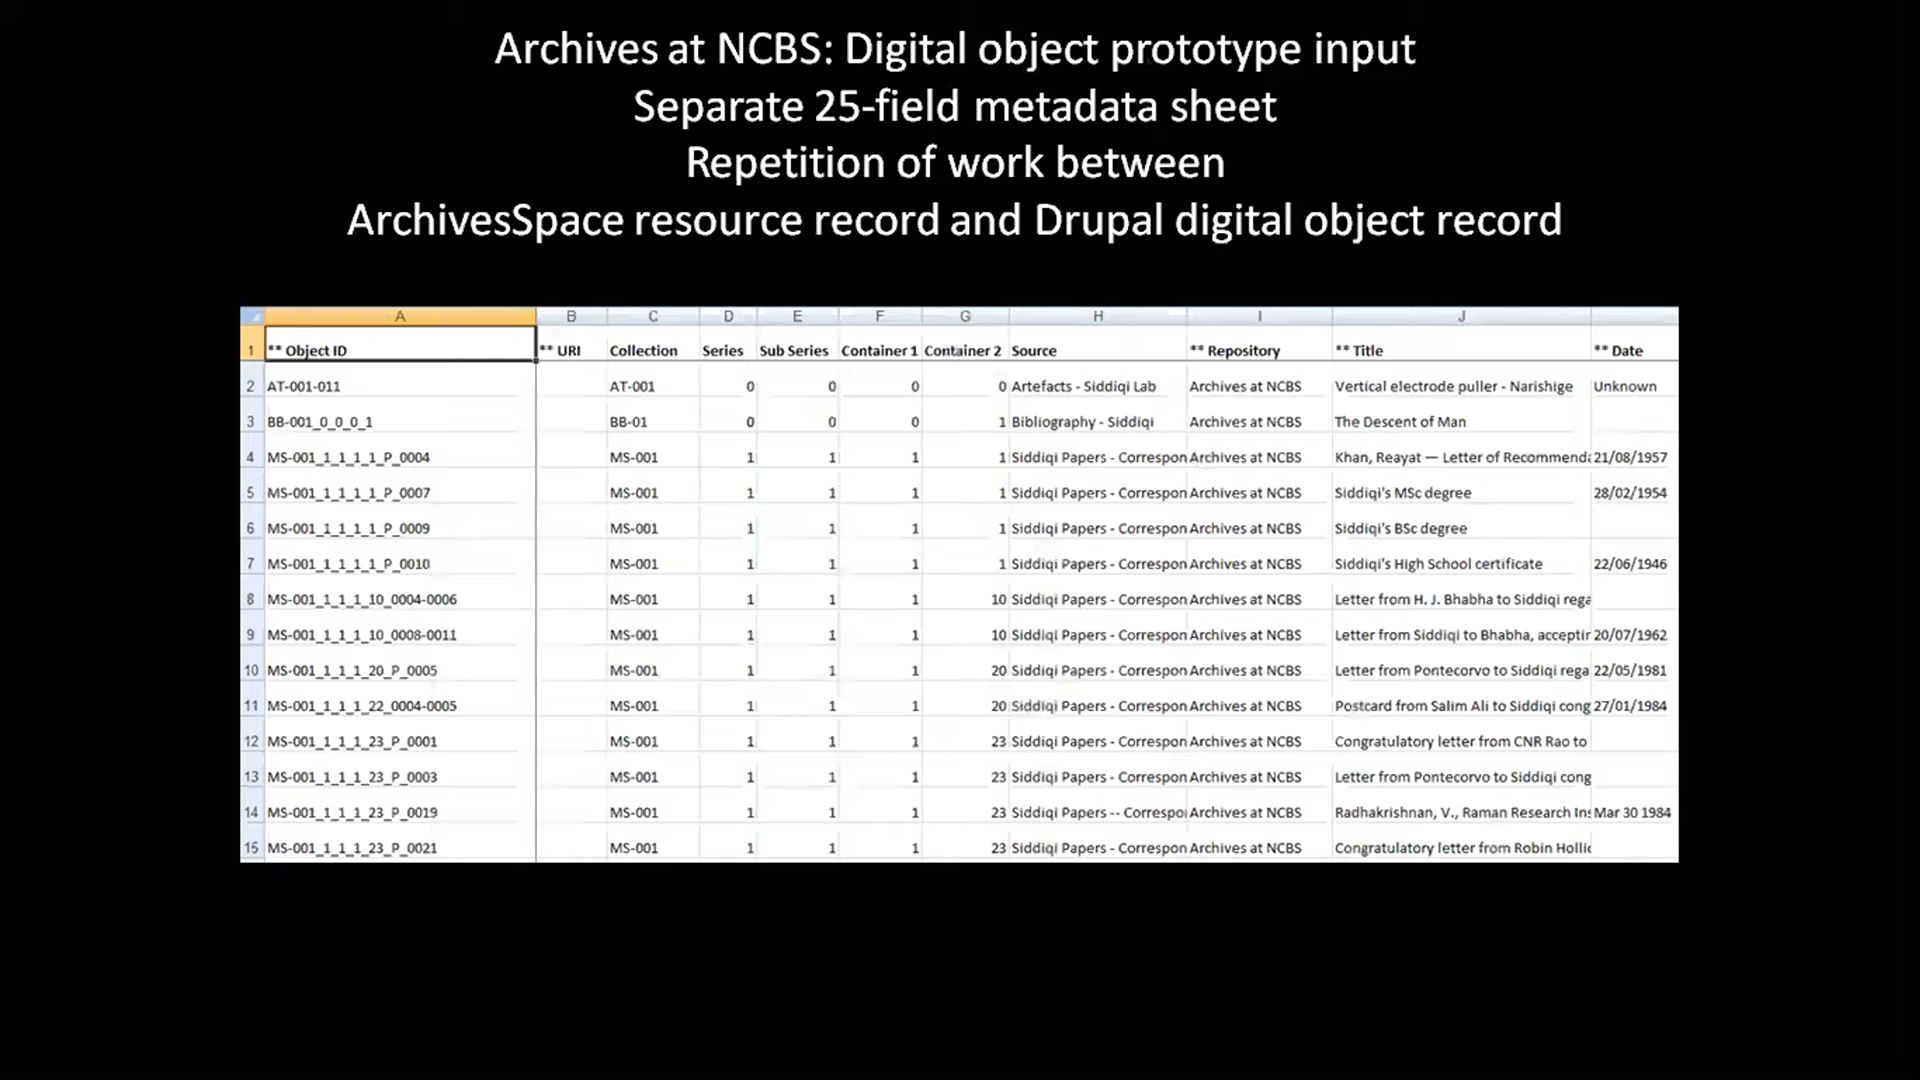 Archives at NCBS: Digital object prototype input
Separate 25-field metadata sheet
Repetition of work between
ArchivesSpace resource record and Drupal digital object record
A B C D E F G H I J
1 ** Object ID ** URI Collection Series Sub Series Container 1 Container 2 Source ** Repository ** Title ** Date
2 AT-001-011 AT-001 0 0 0 0 Artefacts - Siddiqi Lab Archives at NCBS Vertical electrode puller - Narishige Unknown
3 BB-001_0_0_0_1 BB-01 0 0 0 1 Bibliography - Siddiqi Archives at NCBS The Descent of Man
4 MS-001_1_1_1_1_P_0004 MS-001 1 1 1 1 Siddiqi Papers - Correspon Archives at NCBS Khan, Reayat — Letter of Recommenda 21/08/1957
5 MS-001_1_1_1_1_P_0007 MS-001 1 1 1 1 Siddiqi Papers - Correspon Archives at NCBS Siddiqi's MSc degree 28/02/1954
6 MS-001_1_1_1_1_P_0009 MS-001 1 1 1 1 Siddiqi Papers - Correspon Archives at NCBS Siddiqi's BSc degree
7 MS-001_1_1_1_1_P_0010 MS-001 1 1 1 1 Siddiqi Papers - Correspon Archives at NCBS Siddiqi's High School certificate 22/06/1946
8 MS-001_1_1_1_10_0004-0006 MS-001 1 1 1 10 Siddiqi Papers - Correspon Archives at NCBS Letter from H. J. Bhabha to Siddiqi rega
9 MS-001_1_1_1_10_0008-0011 MS-001 1 1 1 10 Siddiqi Papers - Correspon Archives at NCBS Letter from Siddiqi to Bhabha, acceptin 20/07/1962
10 MS-001_1_1_1_20_P_0005 MS-001 1 1 1 20 Siddiqi Papers - Correspon Archives at NCBS Letter from Pontecorvo to Siddiqi rega 22/05/1981
11 MS-001_1_1_1_22_0004-0005 MS-001 1 1 1 20 Siddiqi Papers - Correspon Archives at NCBS Postcard from Salim Ali to Siddiqi cong 27/01/1984
12 MS-001_1_1_1_23_P_0001 MS-001 1 1 1 23 Siddiqi Papers - Correspon Archives at NCBS Congratulatory letter from CNR Rao to
13 MS-001_1_1_1_23_P_0003 MS-001 1 1 1 23 Siddiqi Papers - Correspon Archives at NCBS Letter from Pontecorvo to Siddiqi cong
14 MS-001_1_1_1_23_P_0019 MS-001 1 1 1 23 Siddiqi Papers -- Correspo Archives at NCBS Radhakrishnan, V., Raman Research Ins Mar 30 1984
15 MS-001_1_1_1_23_P_0021 MS-001 1 1 1 23 Siddiqi Papers - Correspon Archives at NCBS Congratulatory letter from Robin Hollic